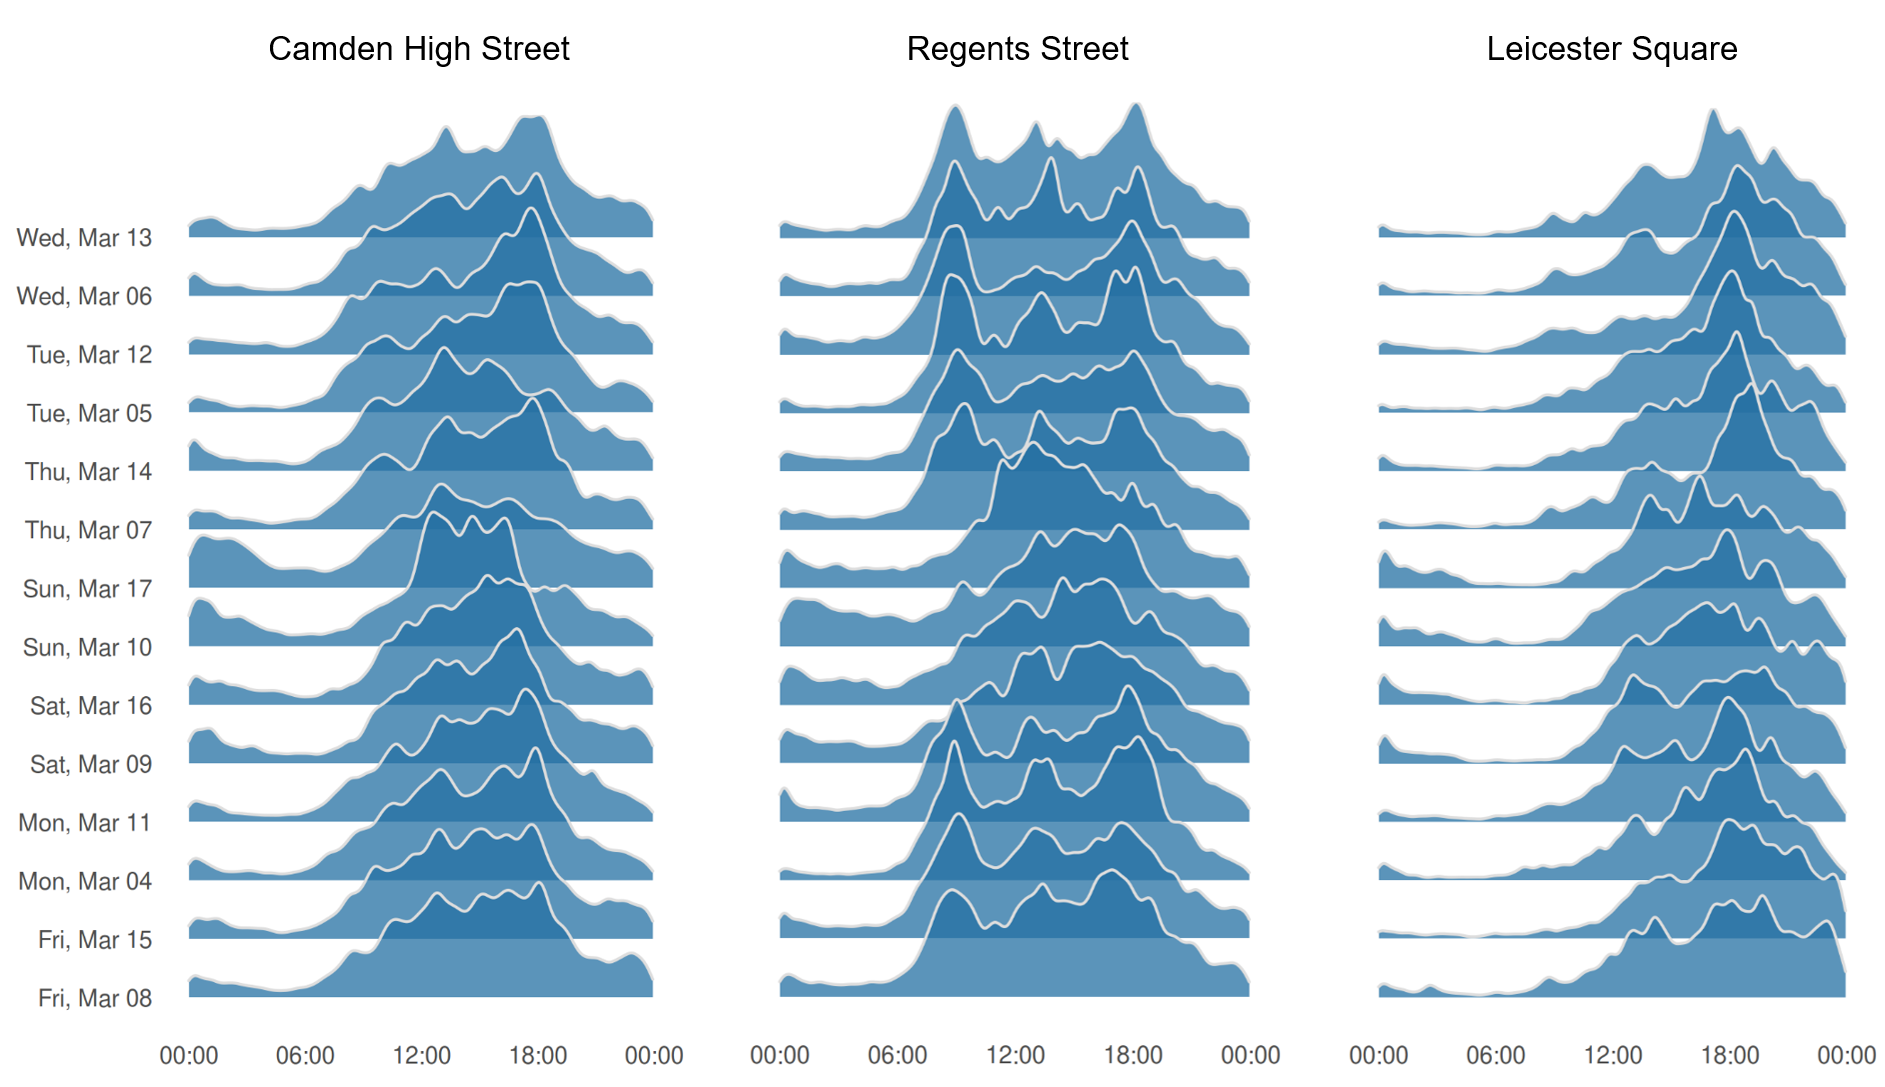 Camden High Street
Regents Street
Leicester Square
Wed, Mar 13
Wed, Mar 06
Tue, Mar 12
Tue, Mar 05
Thu, Mar 14
Thu, Mar 07
Sun, Mar 17
Sun, Mar 10
Sat, Mar 16
Sat, Mar 09
Mon, Mar 11
Mon, Mar 04
Fri, Mar 15
Fri, Mar 08
00:00 06:00 12:00 18:00 00:00
00:00 06:00 12:00 18:00 00:00
00:00 06:00 12:00 18:00 00:00